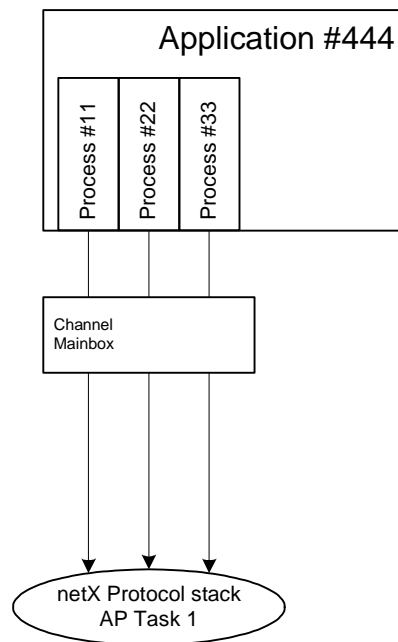 Application #444
Process #11
Process #22
Process #33
Channel
Mainbox
netX Protocol stack
AP Task 1